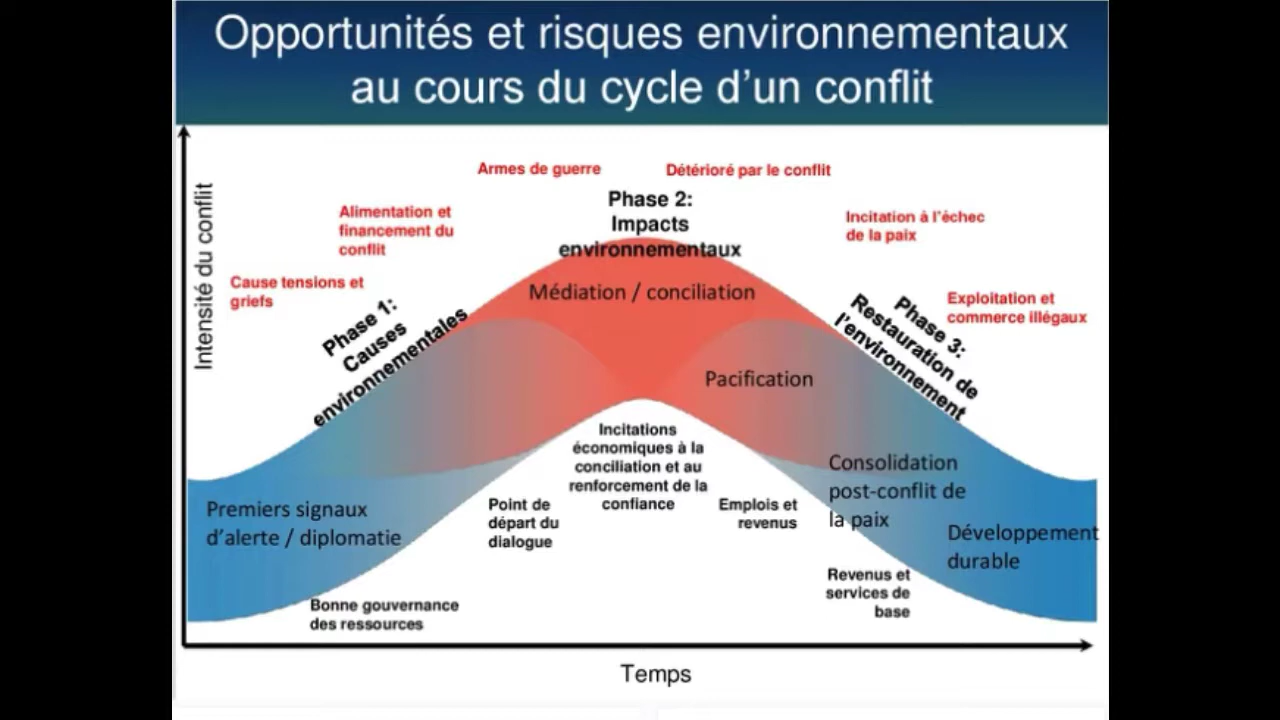 Opportunités et risques environnementaux
au cours du cycle d'un conflit
Intensité du conflit
Armes de guerre
Détérioré par le conflit
Alimentation et
financement du
conflit
Phase 2:
Impacts
environnementaux
Incitation à l'échec
de la paix
Cause tensions et
griefs
Phase 1:
Causes
environnementales
Médiation / conciliation
Phase 3:
Restauration de
l'environnement
Exploitation et
commerce illégaux
Pacification
Incitations
économiques à la
conciliation et au
renforcement de la
confiance
Consolidation
post-conflit de
la paix
Premiers signaux
d'alerte / diplomatie
Point de
départ du
dialogue
Emplois et
revenus
Développement
durable
Revenus et
services de
base
Bonne gouvernance
des ressources
Temps